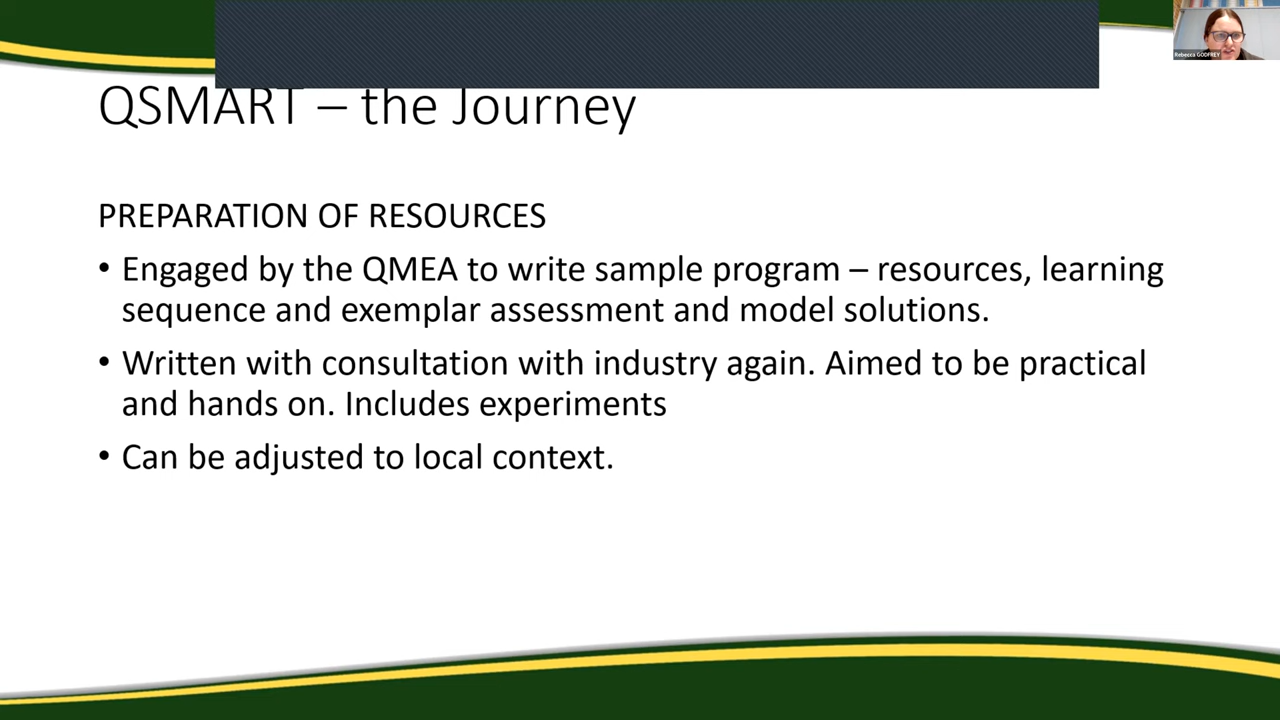 Rebecca GODFREY
QSMART – the Journey
PREPARATION OF RESOURCES
• Engaged by the QMEA to write sample program – resources, learning
sequence and exemplar assessment and model solutions.
• Written with consultation with industry again. Aimed to be practical
and hands on. Includes experiments
• Can be adjusted to local context.